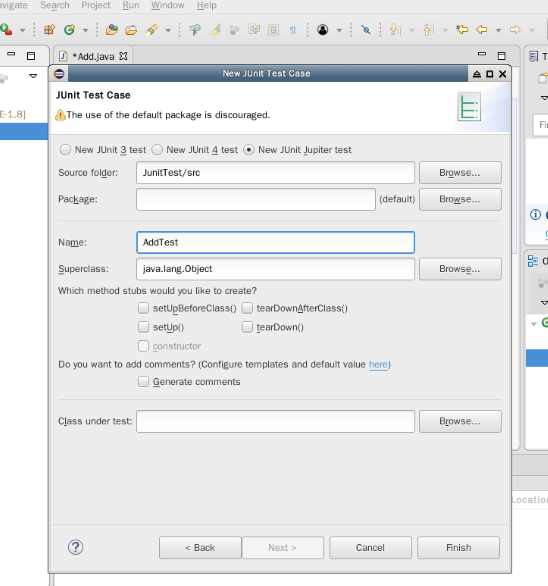 Search Project Run Window Help
*Add.java
New JUnit Test Case
JUnit Test Case
The use of the default package is discouraged.
E-1.8]
New JUnit 3 test New JUnit 4 test New JUnit Jupiter test
Source folder: JunitTest/src Browse...
Package: (default) Browse...
Name: AddTest
Superclass: java.lang.Object Browse...
Which method stubs would you like to create?
setUpBeforeClass() tearDownAfterClass()
setUp() tearDown()
constructor
Do you want to add comments? (Configure templates and default value here)
Generate comments
Class under test: Browse...
? < Back Next > Cancel Finish